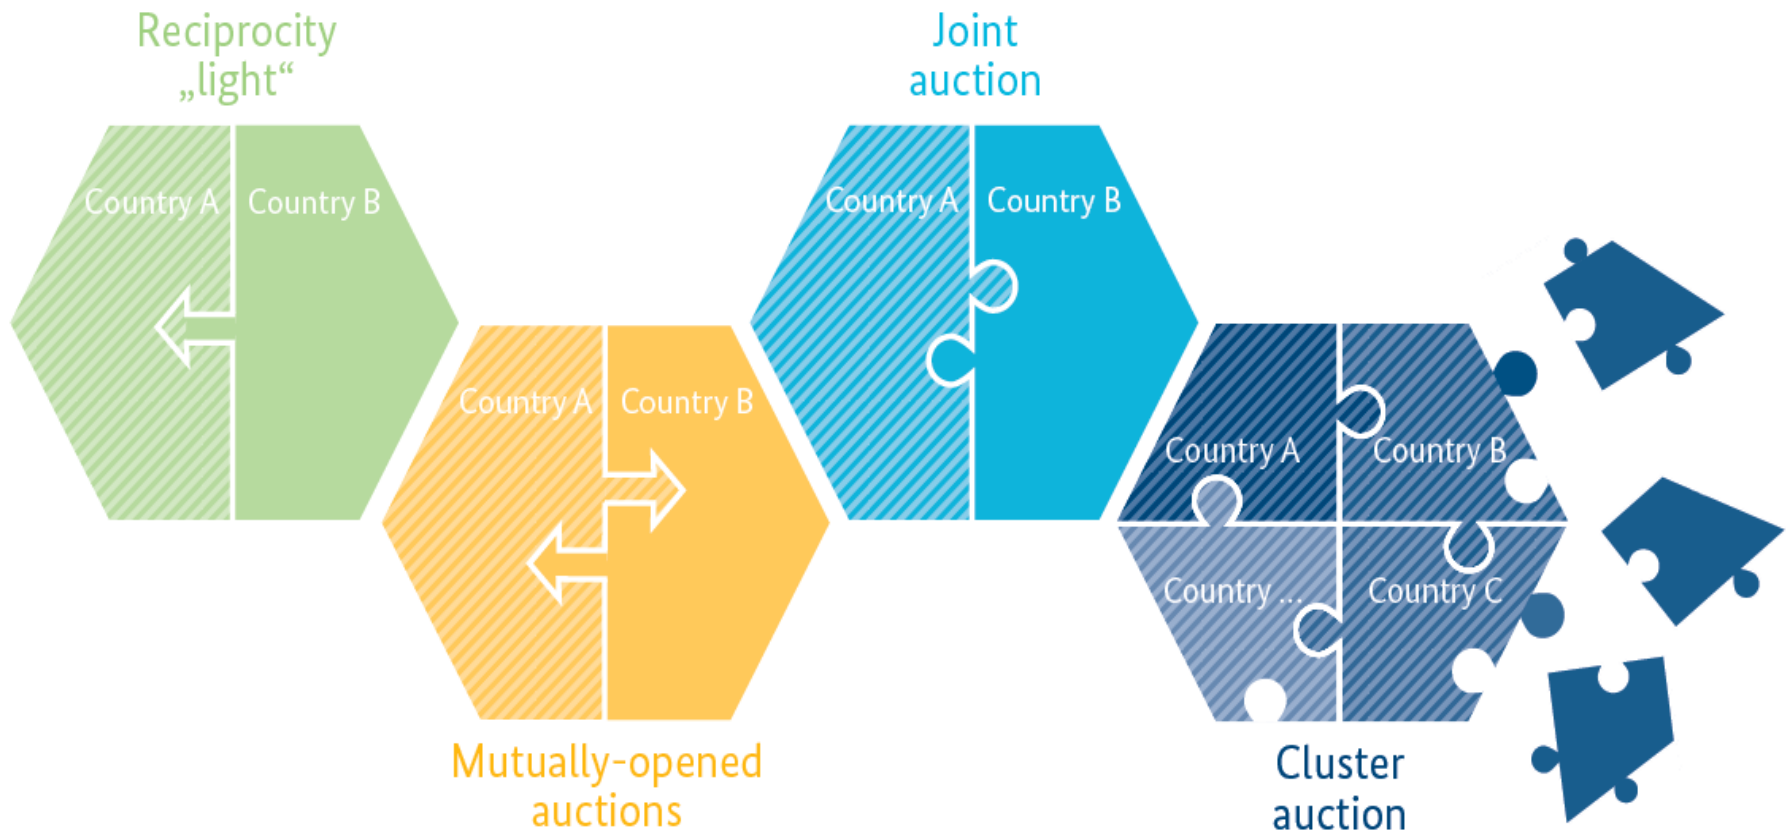 Reciprocity
„light“
Country A
Country B
Mutually-opened
auctions
Country A
Country B
Joint
auction
Country A
Country B
Cluster
auction
Country A
Country B
Country ...
Country C